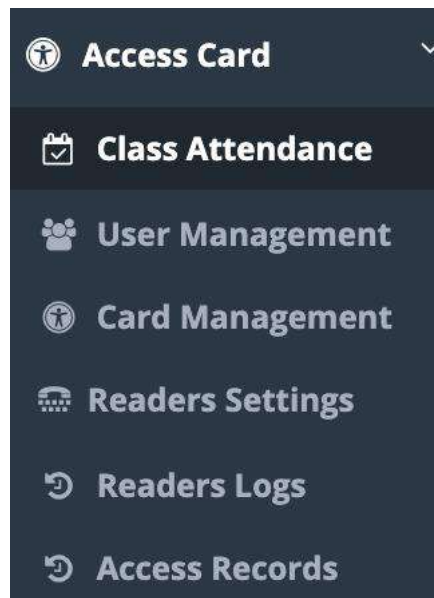 Access Card
Class Attendance
User Management
Card Management
Readers Settings
Readers Logs
Access Records